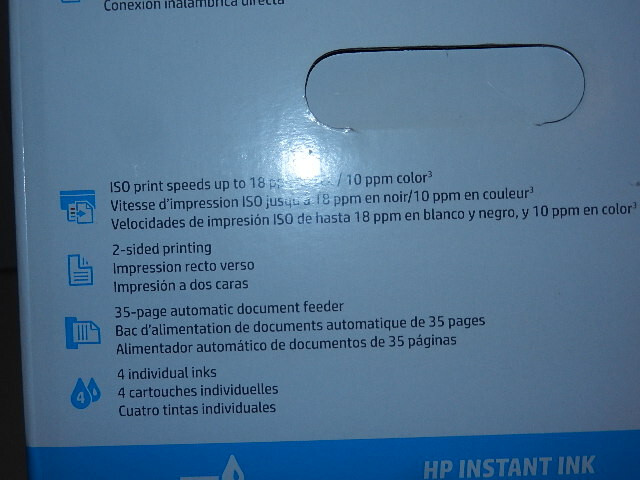 Conexión inalámbrica directa
ISO print speeds up to 18 / 10 ppm color³
Vitesse d'impression ISO jusqu'à 18 ppm en noir/10 ppm en couleur³
Velocidades de impresión ISO de hasta 18 ppm en blanco y negro, y 10 ppm en color³
2-sided printing
Impression recto verso
Impresión a dos caras
35-page automatic document feeder
Bac d'alimentation de documents automatique de 35 pages
Alimentador automático de documentos de 35 páginas
4
4 individual inks
4 cartouches individuelles
Cuatro tintas individuales
HP INSTANT INK